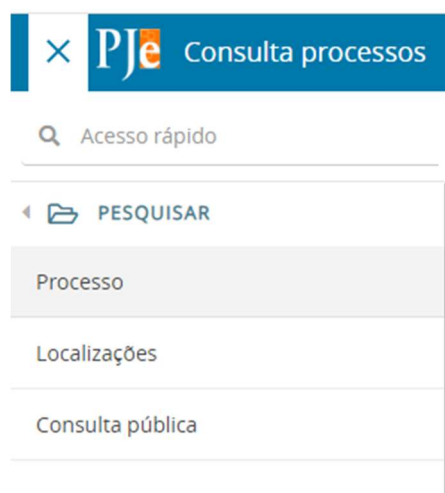 × PJe Consulta processos
Acesso rápido
PESQUISAR
Processo
Localizações
Consulta pública